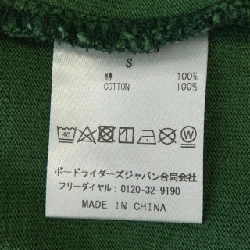 S
綿 100%
COTTON 100%
ボードライダーズジャパン合同会社
フリーダイヤル：0120-32-9190
MADE IN CHINA